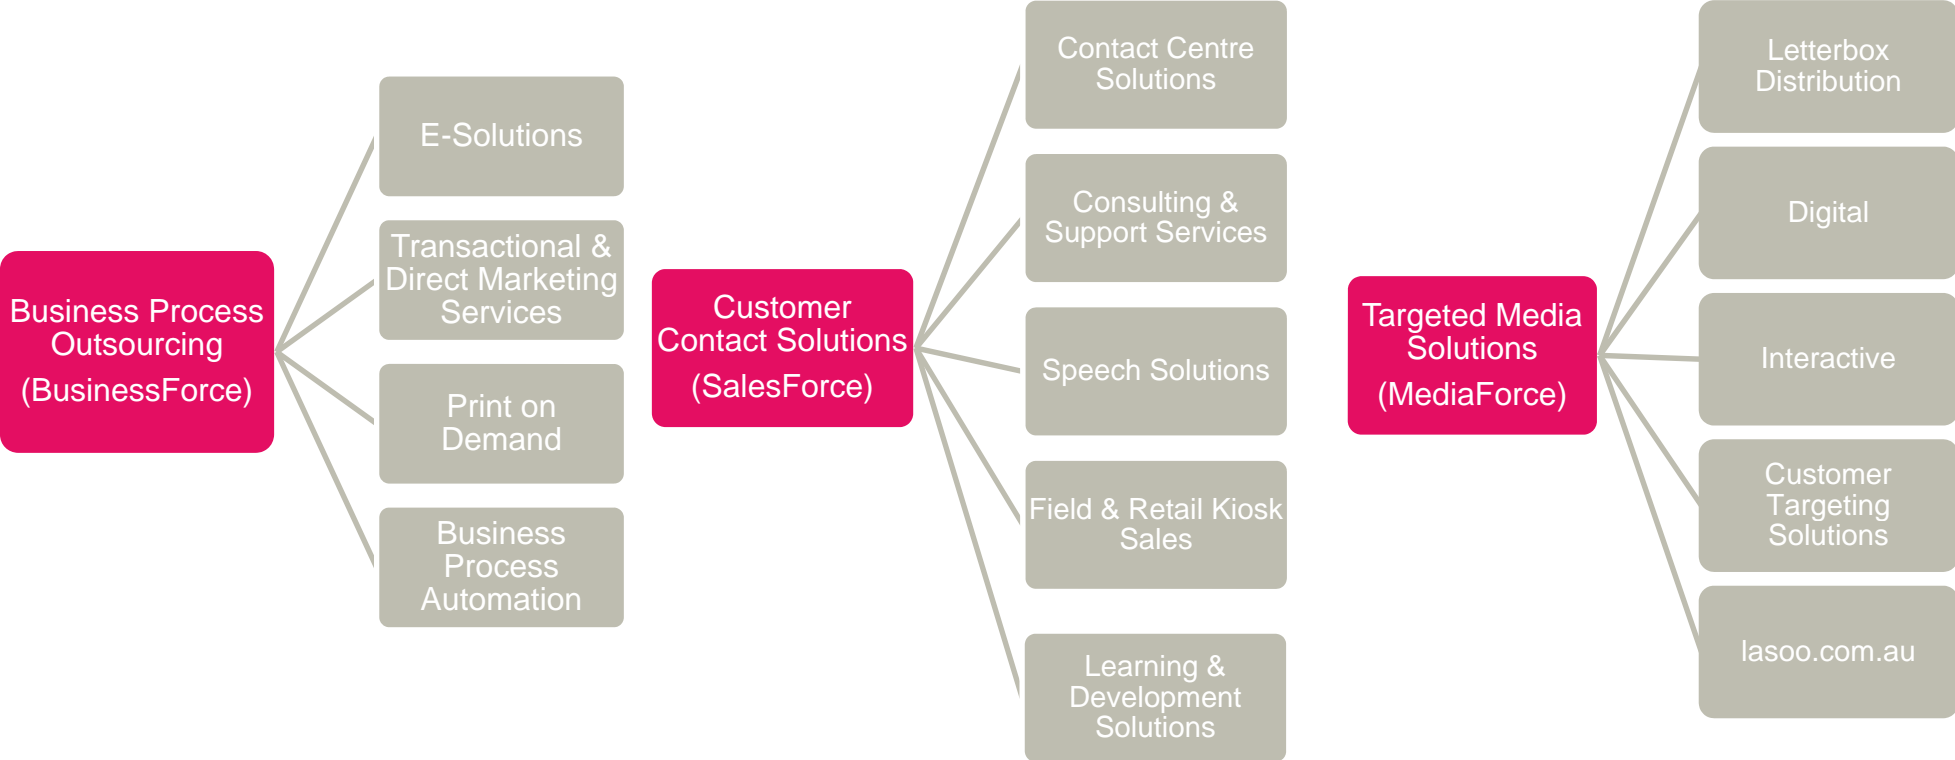 Business Process
Outsourcing
(BusinessForce)
E-Solutions
Transactional &
Direct Marketing
Services
Print on
Demand
Business
Process
Automation
Customer
Contact Solutions
(SalesForce)
Contact Centre
Solutions
Consulting &
Support Services
Speech Solutions
Field & Retail Kiosk
Sales
Learning &
Development
Solutions
Targeted Media
Solutions
(MediaForce)
Letterbox
Distribution
Digital
Interactive
Customer
Targeting
Solutions
lasoo.com.au